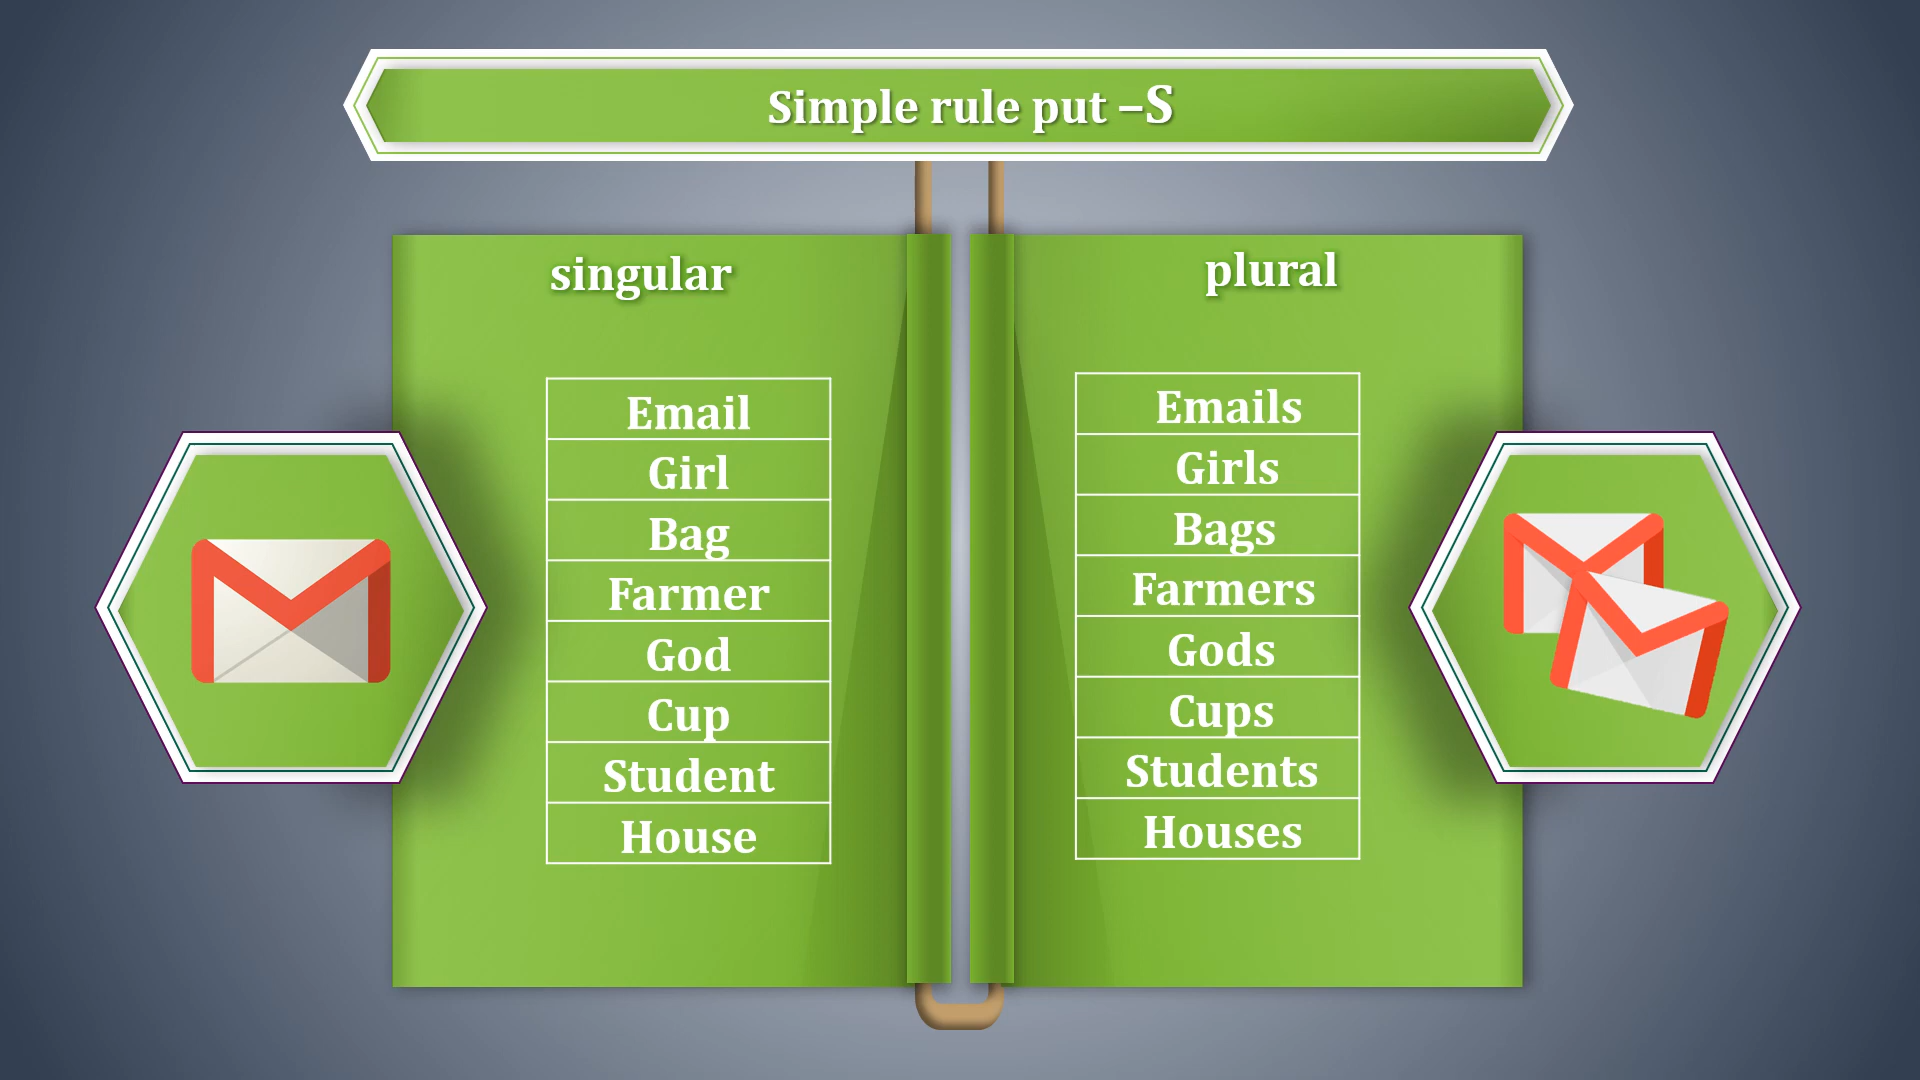 Simple rule put –S
singular
Email
Girl
Bag
Farmer
God
Cup
Student
House
plural
Emails
Girls
Bags
Farmers
Gods
Cups
Students
Houses